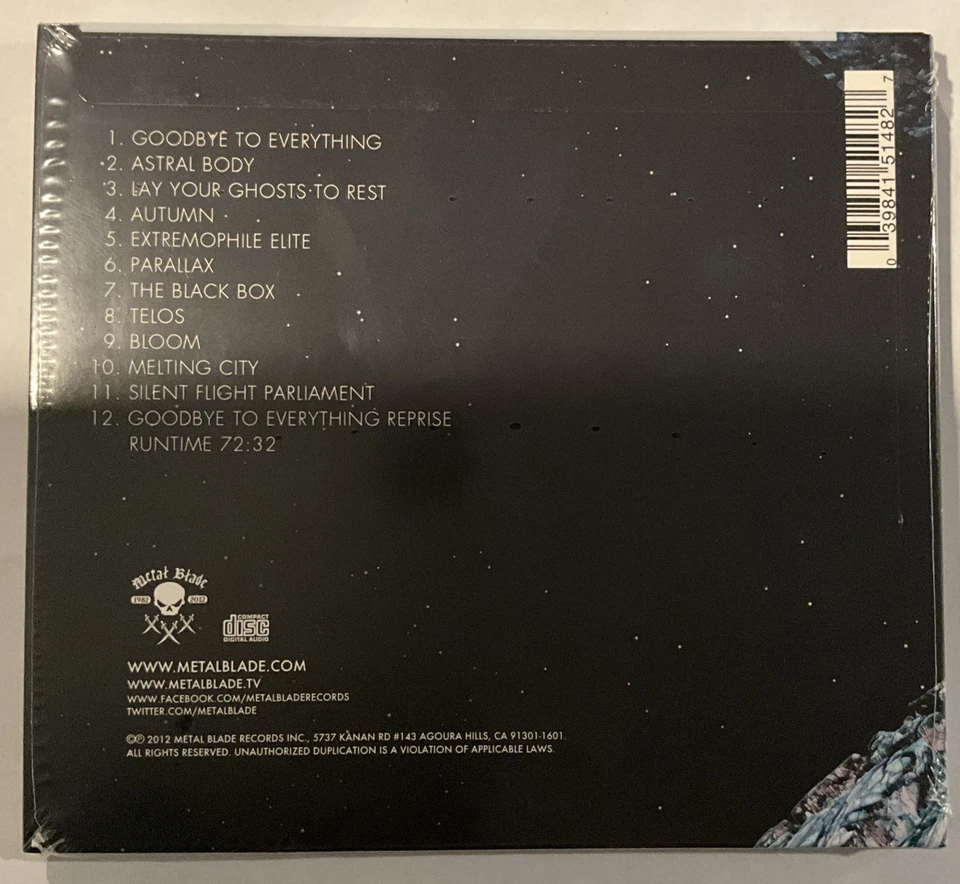 1. GOODBYE TO EVERYTHING
2. ASTRAL BODY
3. LAY YOUR GHOSTS TO REST
4. AUTUMN
5. EXTREMOPHILE ELITE
6. PARALLAX
7. THE BLACK BOX
8. TELOS
9. BLOOM
10. MELTING CITY
11. SILENT FLIGHT PARLIAMENT
12. GOODBYE TO EVERYTHING REPRISE
RUNTIME 72:32
0 39841 51482 7
Metal Blade
1982 2012
COMPACT
disc
DIGITAL AUDIO
WWW.METALBLADE.COM
WWW.METALBLADE.TV
WWW.FACEBOOK.COM/METALBLADERECORDS
TWITTER.COM/METALBLADE
©℗ 2012 METAL BLADE RECORDS INC., 5737 KANAN RD #143 AGOURA HILLS, CA 91301-1601.
ALL RIGHTS RESERVED. UNAUTHORIZED DUPLICATION IS A VIOLATION OF APPLICABLE LAWS.